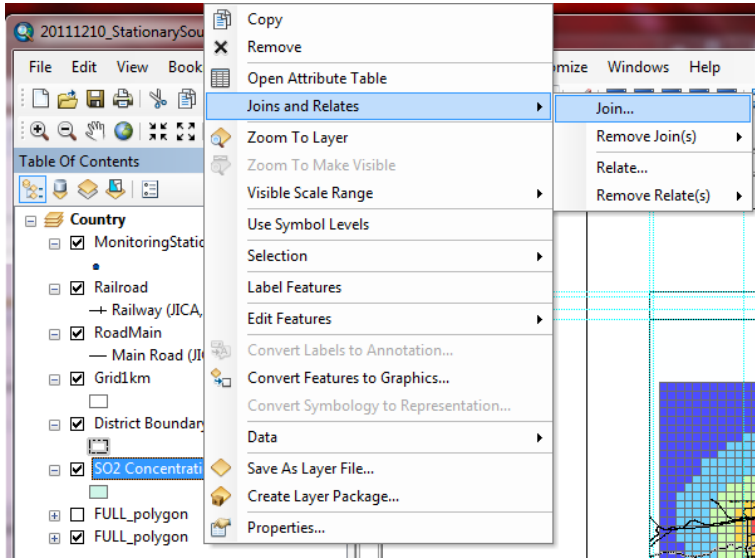 20111210_StationarySou
File Edit View Book
omize Windows Help
Table Of Contents
Country
MonitoringStatio
Railroad
Railway (JICA,
RoadMain
Main Road (JI
Grid1km
District Boundary
SO2 Concentrati
FULL_polygon
FULL_polygon
Copy
Remove
Open Attribute Table
Joins and Relates
Zoom To Layer
Zoom To Make Visible
Visible Scale Range
Use Symbol Levels
Selection
Label Features
Edit Features
Convert Labels to Annotation...
Convert Features to Graphics...
Convert Symbology to Representation...
Data
Save As Layer File...
Create Layer Package...
Properties...
Join...
Remove Join(s)
Relate...
Remove Relate(s)